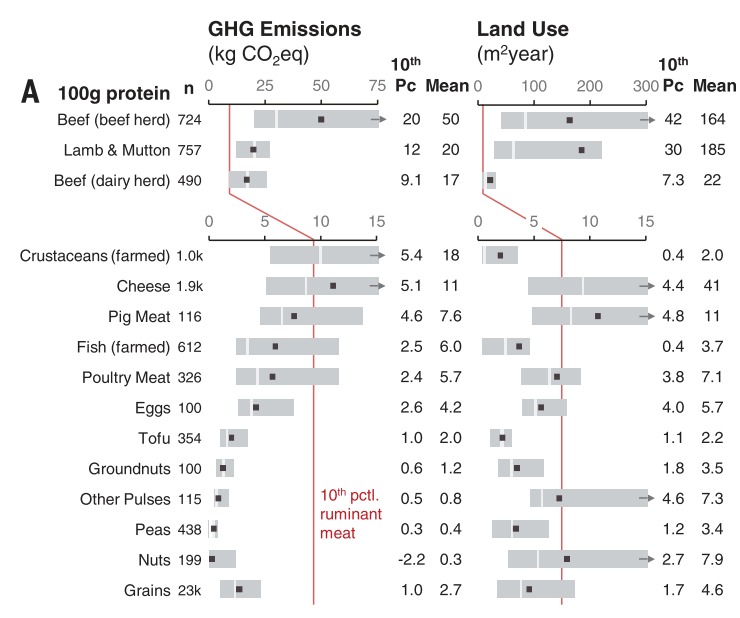 GHG Emissions Land Use
(kg CO₂eq) (m²year)
10th 10th
A 100g protein n 0 25 50 75 Pc Mean 0 100 200 300 Pc Mean
Beef (beef herd) 724 20 50 42 164
Lamb & Mutton 757 12 20 30 185
Beef (dairy herd) 490 9.1 17 7.3 22
0 5 10 15 0 5 10 15
Crustaceans (farmed) 1.0k 5.4 18 0.4 2.0
Cheese 1.9k 5.1 11 4.4 41
Pig Meat 116 4.6 7.6 4.8 11
Fish (farmed) 612 2.5 6.0 0.4 3.7
Poultry Meat 326 2.4 5.7 3.8 7.1
Eggs 100 2.6 4.2 4.0 5.7
Tofu 354 1.0 2.0 1.1 2.2
Groundnuts 100 0.6 1.2 1.8 3.5
Other Pulses 115 10th pctl. 0.5 0.8 4.6 7.3
ruminant
Peas 438 meat 0.3 0.4 1.2 3.4
Nuts 199 -2.2 0.3 2.7 7.9
Grains 23k 1.0 2.7 1.7 4.6